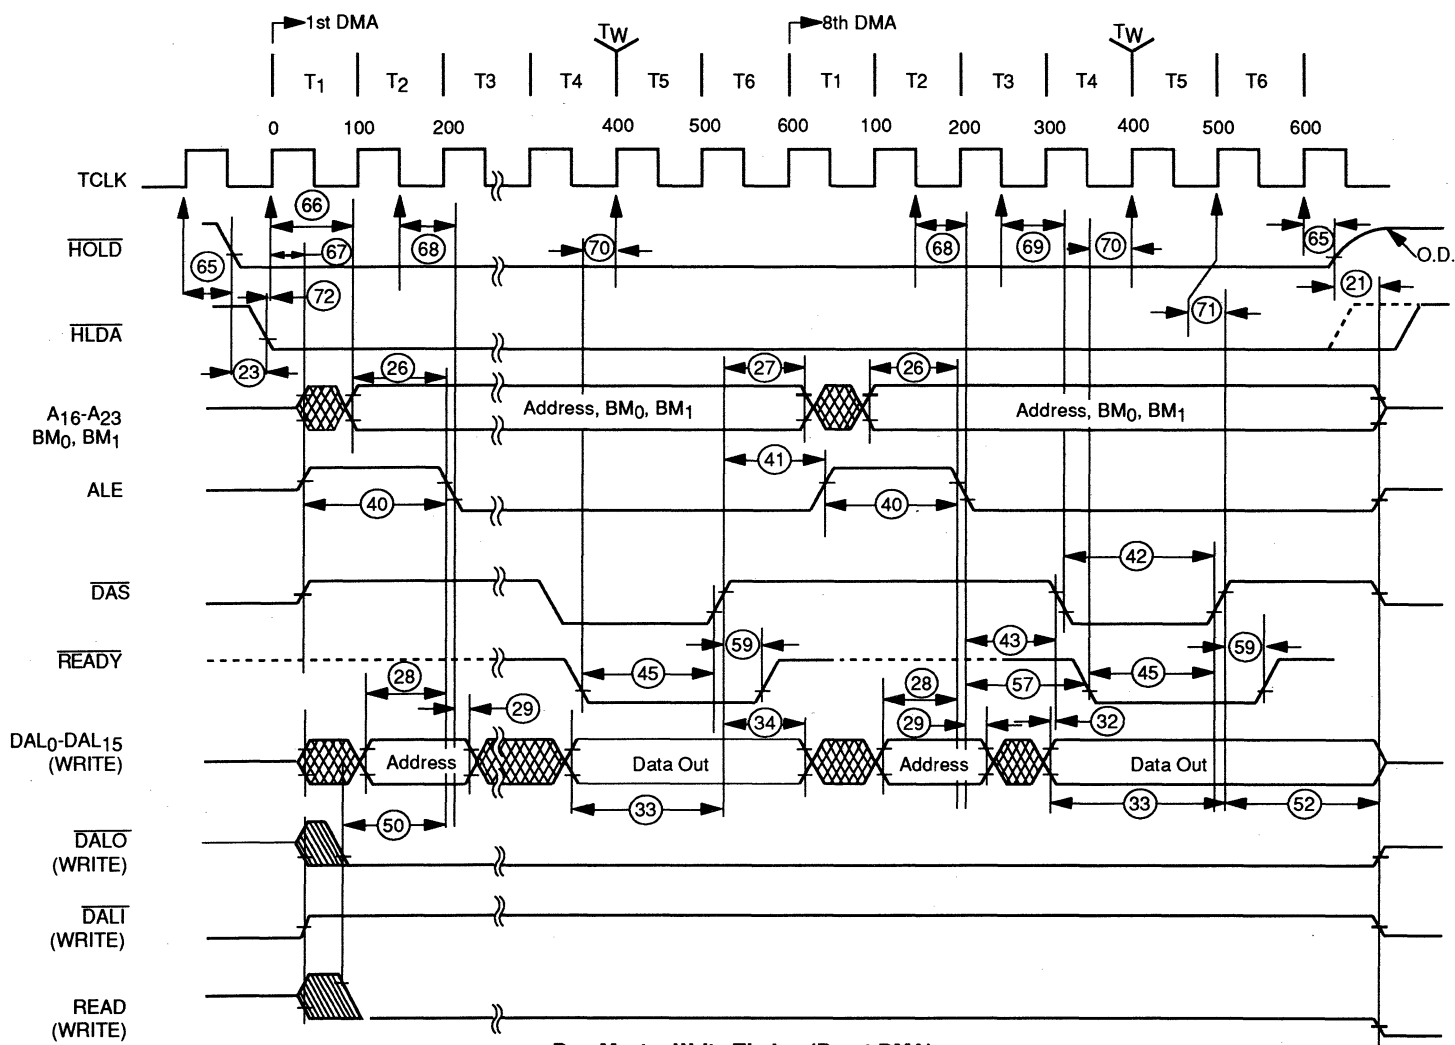 1st DMA
TW
8th DMA
TW
T1 T2 T3 T4 T5 T6 T1 T2 T3 T4 T5 T6
0 100 200 400 500 600 100 200 300 400 500 600
TCLK
66
HOLD
67 68 70 68 69 70 65
65
O.D.
72 71 21
HLDA
23 26 27 26
A16-A23
BM0, BM1
Address, BM0, BM1
Address, BM0, BM1
41
ALE
40 40
42
DAS
59 43 59
READY
45 57 45
28 28
29 34 29 32
DAL0-DAL15
(WRITE)
Address Data Out Address Data Out
33 33 52
50
DALO
(WRITE)
DALI
(WRITE)
READ
(WRITE)